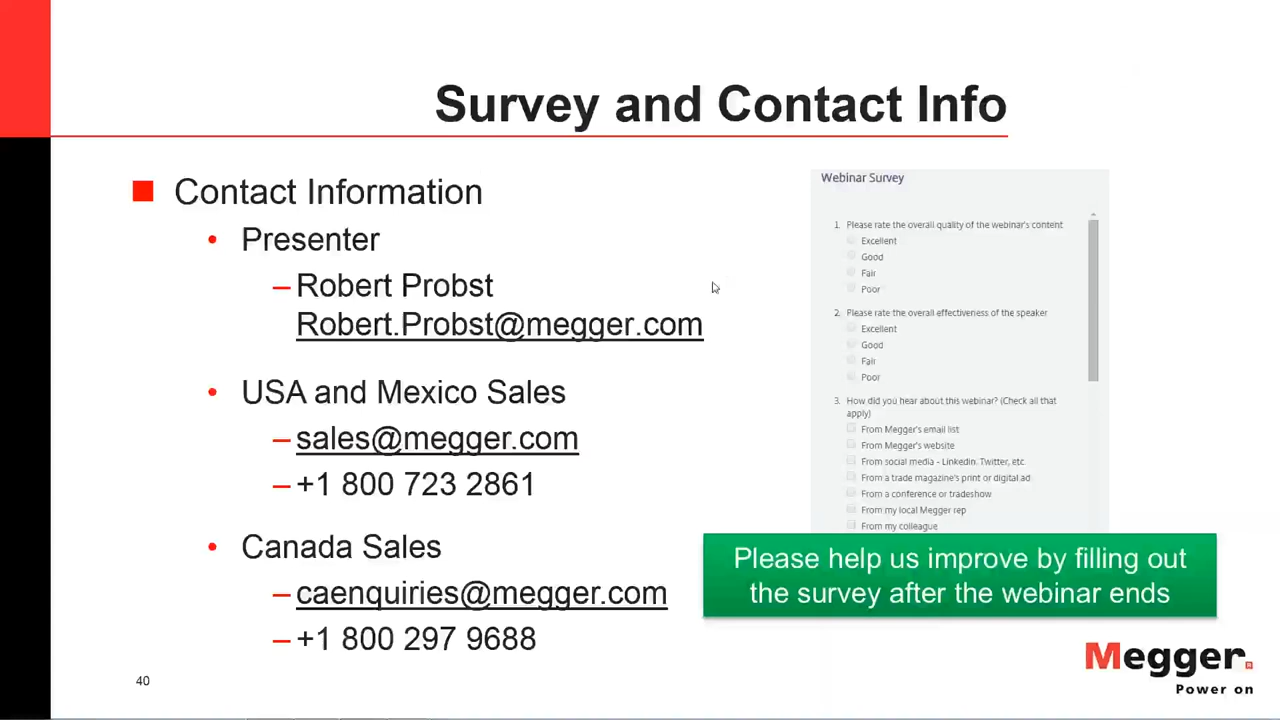 Survey and Contact Info
Contact Information
Presenter
Robert Probst
Robert.Probst@megger.com
USA and Mexico Sales
sales@megger.com
+1 800 723 2861
Canada Sales
caenquiries@megger.com
+1 800 297 9688
40
Webinar Survey
1. Please rate the overall quality of the webinar's content
Excellent
Good
Fair
Poor
2. Please rate the overall effectiveness of the speaker
Excellent
Good
Fair
Poor
3. How did you hear about this webinar? (Check all that
apply)
From Megger's email list
From Megger's website
From social media - LinkedIn, Twitter, etc.
From a trade magazine's print or digital ad
From a conference or tradeshow
From my local Megger rep
From my colleague
Please help us improve by filling out
the survey after the webinar ends
Megger
Power on